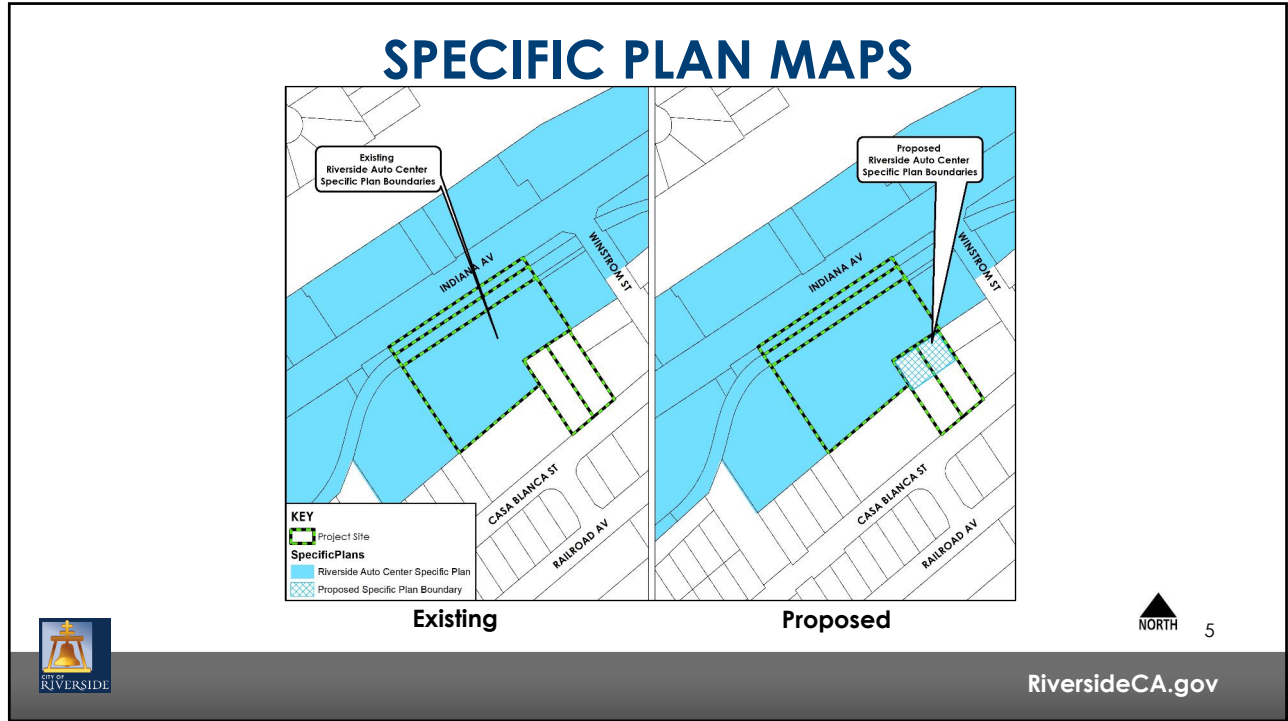 SPECIFIC PLAN MAPS
Existing
Riverside Auto Center
Specific Plan Boundaries
INDIANA AV
WINSTROM ST
CASA BLANCA ST
RAILROAD AV
KEY
Project Site
SpecificPlans
Riverside Auto Center Specific Plan
Proposed Specific Plan Boundary
Existing
Proposed
Riverside Auto Center
Specific Plan Boundaries
INDIANA AV
WINSTROM ST
CASA BLANCA ST
RAILROAD AV
Proposed
NORTH
5
CITY OF
RIVERSIDE
RiversideCA.gov